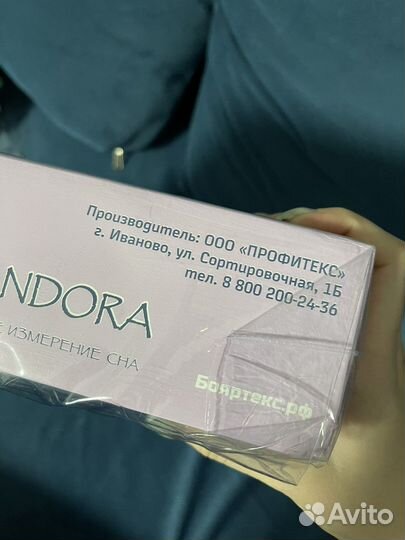 Производитель: ООО «ПРОФИТЕКС»
г. Иваново, ул. Сортировочная, 1Б
тел. 8 800 200-24-36
NDORA
ИЗМЕРЕНИЕ СНА
Бояртекс.рф
Avito